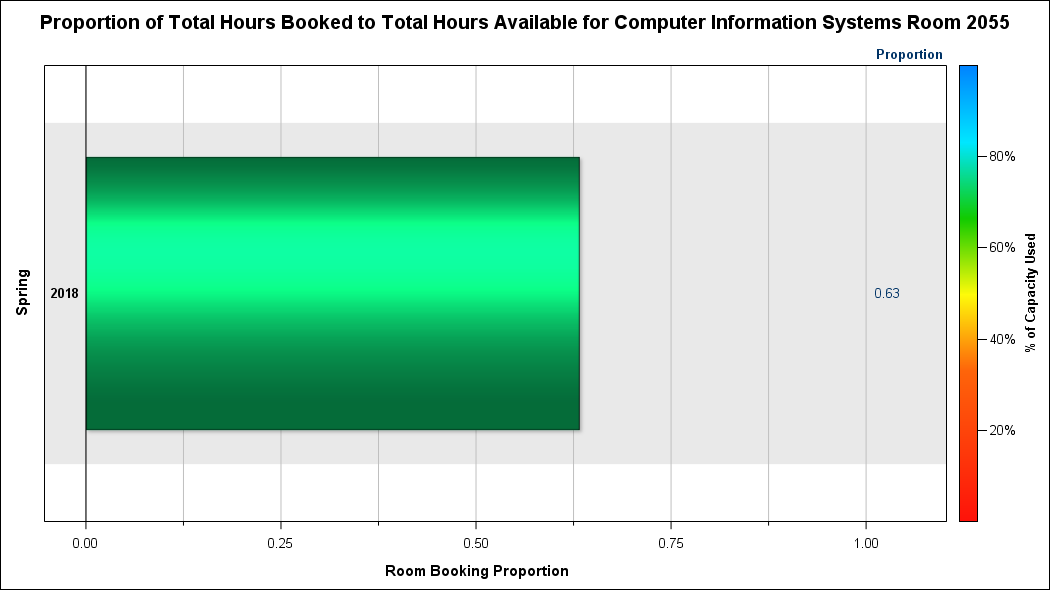 Proportion of Total Hours Booked to Total Hours Available for Computer Information Systems Room 2055
Proportion
80%
60%
40%
20%
% of Capacity Used
Spring
2018
0.63
0.00 0.25 0.50 0.75 1.00
Room Booking Proportion